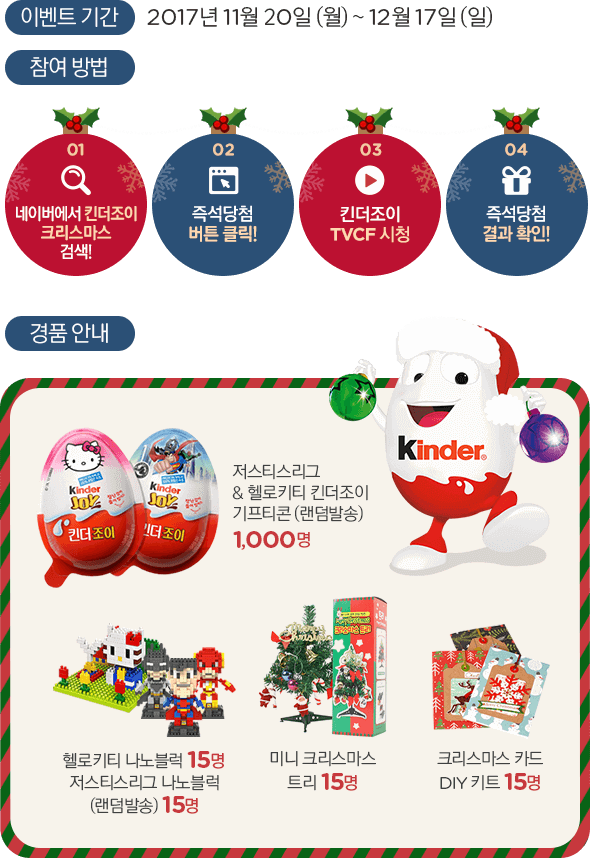 이벤트 기간
2017년 11월 20일 (월) ~ 12월 17일 (일)
참여 방법
01
네이버에서 킨더조이
크리스마스
검색!
02
즉석당첨
버튼 클릭!
03
킨더조이
TVCF 시청
04
즉석당첨
결과 확인!
경품 안내
Kinder
Kinder
JOY
킨더 조이
Kinder
JOY
킨더 조이
저스티스리그
& 헬로키티 킨더조이
기프티콘 (랜덤발송)
1,000명
Merry
Christmas
헬로키티 나노블럭 15명
저스티스리그 나노블럭
(랜덤발송) 15명
미니 크리스마스
트리 15명
크리스마스 카드
DIY 키트 15명